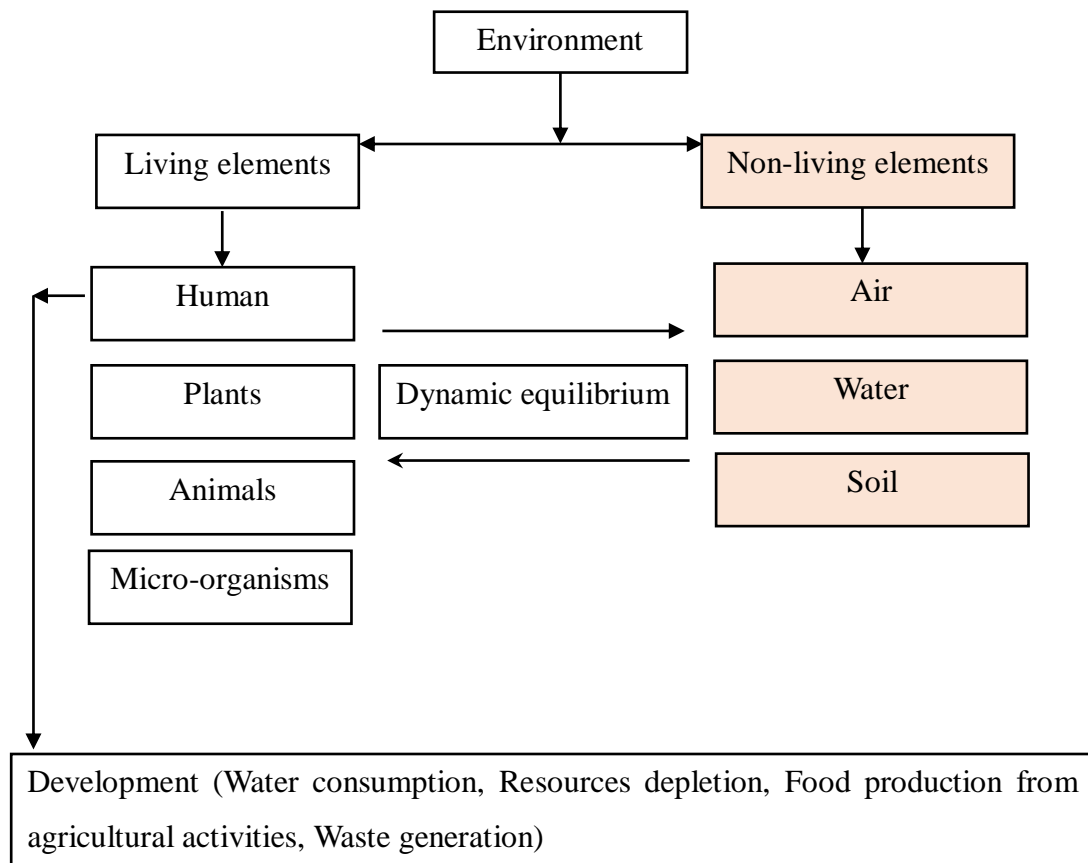 Environment
Living elements
Non-living elements
Human
Air
Plants
Dynamic equilibrium
Water
Animals
Soil
Micro-organisms
Development (Water consumption, Resources depletion, Food production from
agricultural activities, Waste generation)